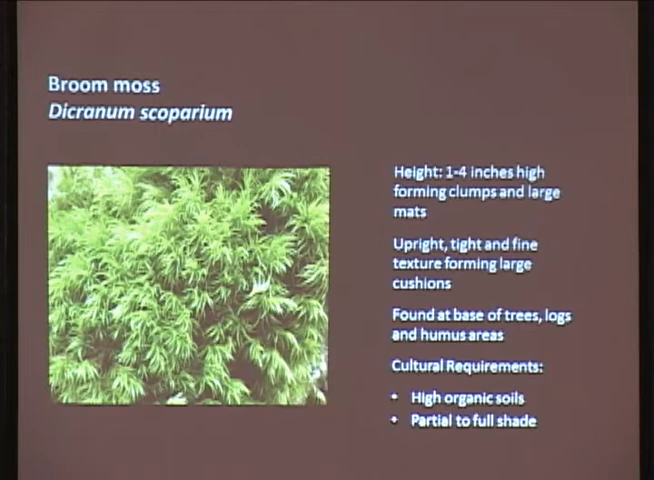 Broom moss
Dicranum scoparium
Height: 1-4 inches high
forming clumps and large
mats
Upright, tight and fine
texture forming large
cushions
Found at base of trees, logs
and humus areas
Cultural Requirements:
• High organic soils
• Partial to full shade